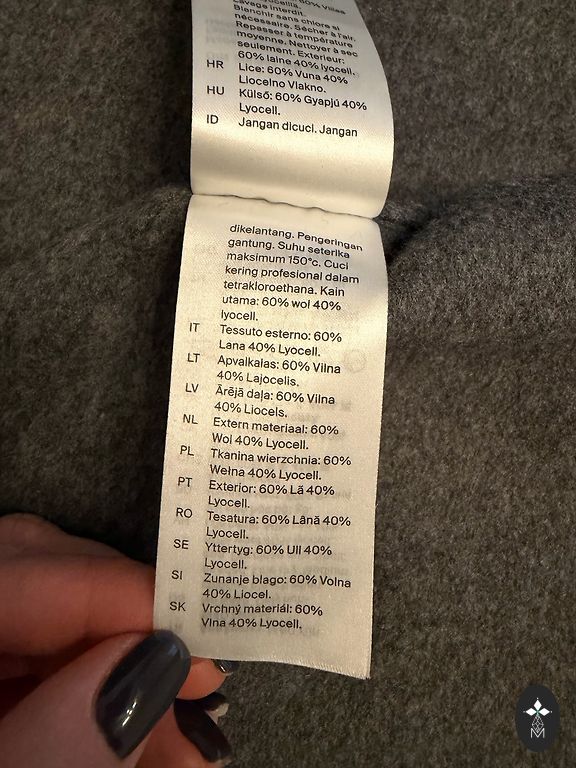 60% Villas
Lavage interdit.
Blanchir sans chlore si
nécessaire. Sécher à l'air.
Repasser à température
moyenne. Nettoyer à sec
seulement. Exterieur:
60% laine 40% lyocell.
HR Lice: 60% Vuna 40%
Liocelno Vlakno.
HU Külső: 60% Gyapjú 40%
Lyocell.
ID Jangan dicuci. Jangan
dikelantang. Pengeringan
gantung. Suhu seterika
maksimum 150°c. Cuci
kering profesional dalam
tetrakloroethana. Kain
utama: 60% wol 40%
lyocell.
IT Tessuto esterno: 60%
Lana 40% Lyocell.
LT Apvalkalas: 60% Vilna
40% Lajocelis.
LV Ārējā daļa: 60% Vilna
40% Liocels.
NL Extern materiaal: 60%
Wol 40% Lyocell.
PL Tkanina wierzchnia: 60%
Wełna 40% Lyocell.
PT Exterior: 60% Lã 40%
Lyocell.
RO Tesatura: 60% Lână 40%
Lyocell.
SE Yttertyg: 60% Ull 40%
Lyocell.
SI Zunanje blago: 60% Volna
40% Liocel.
SK Vrchný materiál: 60%
Vlna 40% Lyocell.
M